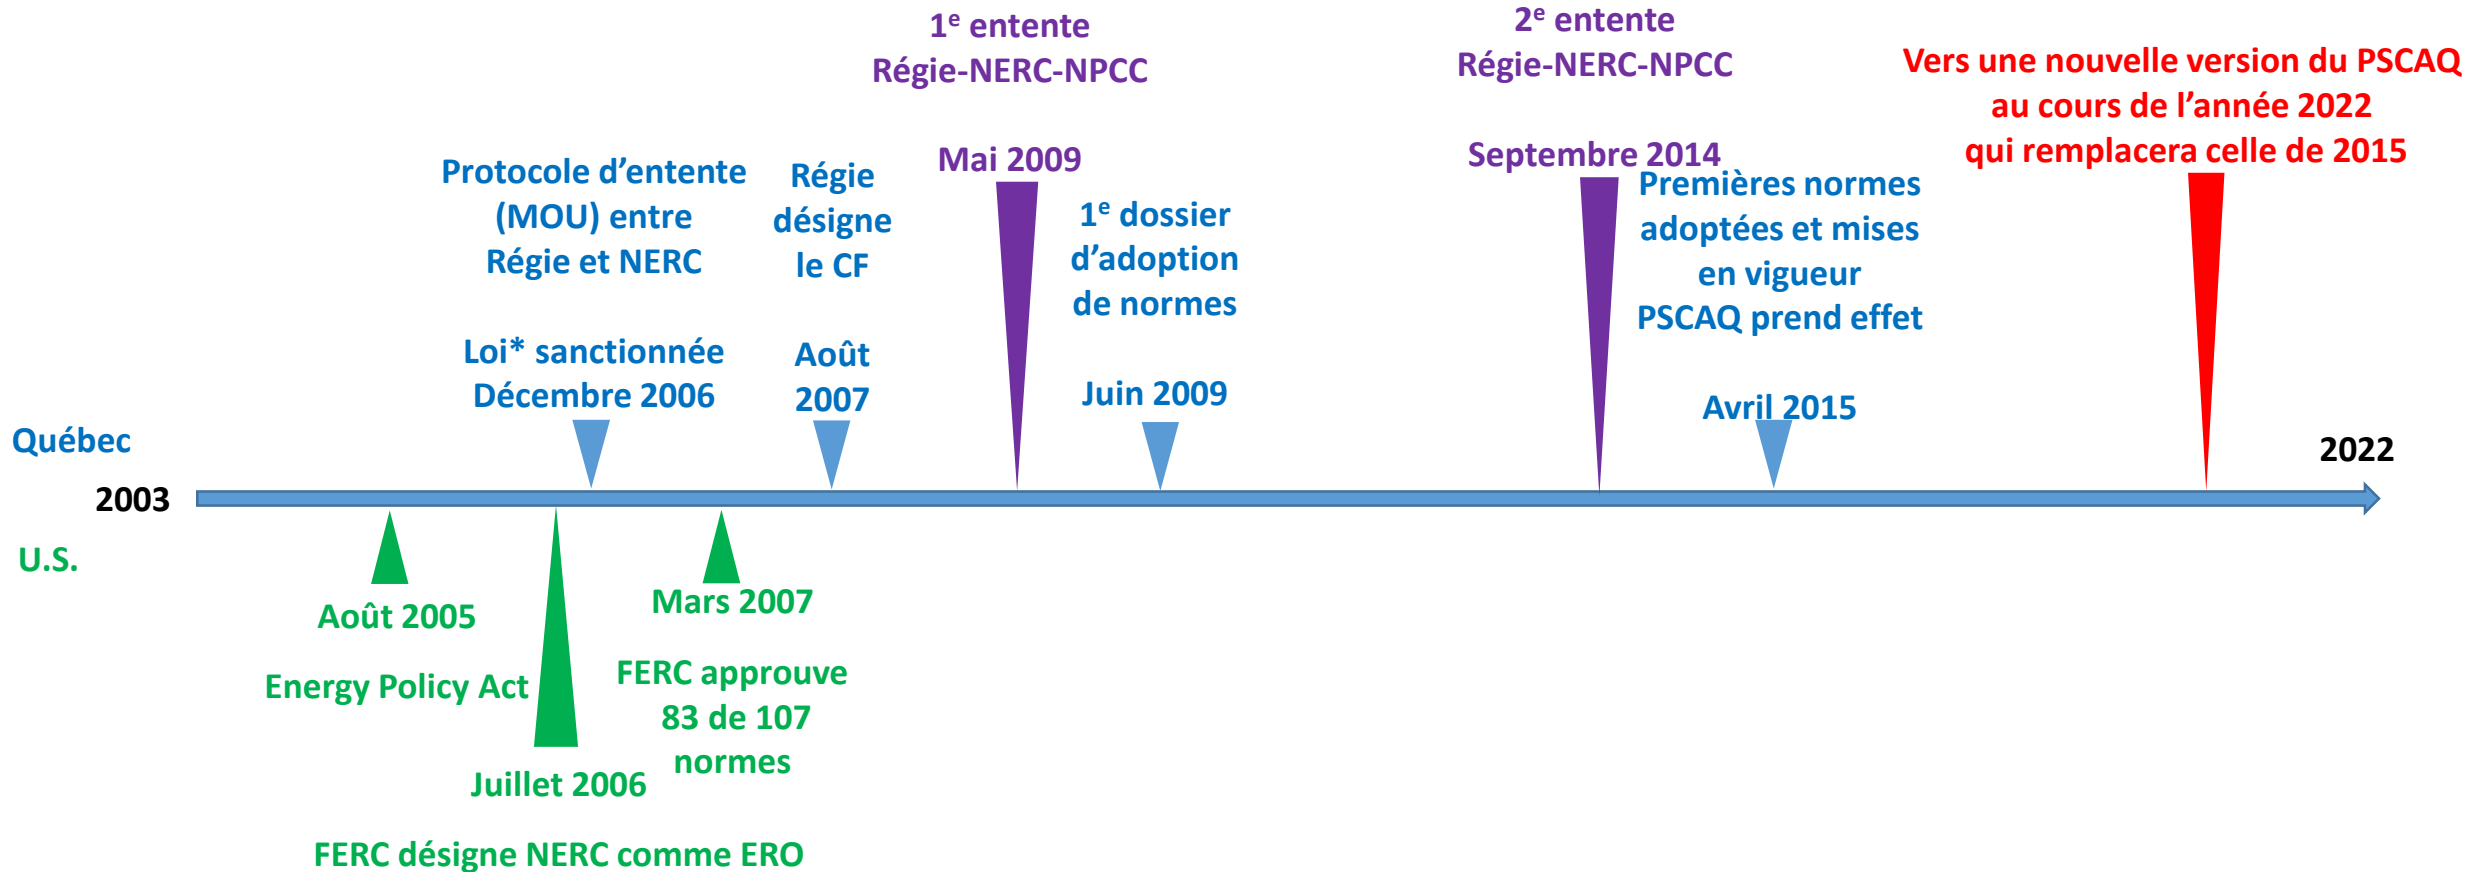 1e entente
Régie-NERC-NPCC
Mai 2009
2e entente
Régie-NERC-NPCC
Septembre 2014
Vers une nouvelle version du PSCAQ
au cours de l’année 2022
qui remplacera celle de 2015
Protocole d’entente
(MOU) entre
Régie et NERC
Loi* sanctionnée
Décembre 2006
Régie
désigne
le CF
Août
2007
1e dossier
d’adoption
de normes
Juin 2009
Premières normes
adoptées et mises
en vigueur
PSCAQ prend effet
Avril 2015
Québec
2022
2003
U.S.
Août 2005
Energy Policy Act
Juillet 2006
FERC désigne NERC comme ERO
Mars 2007
FERC approuve
83 de 107
normes